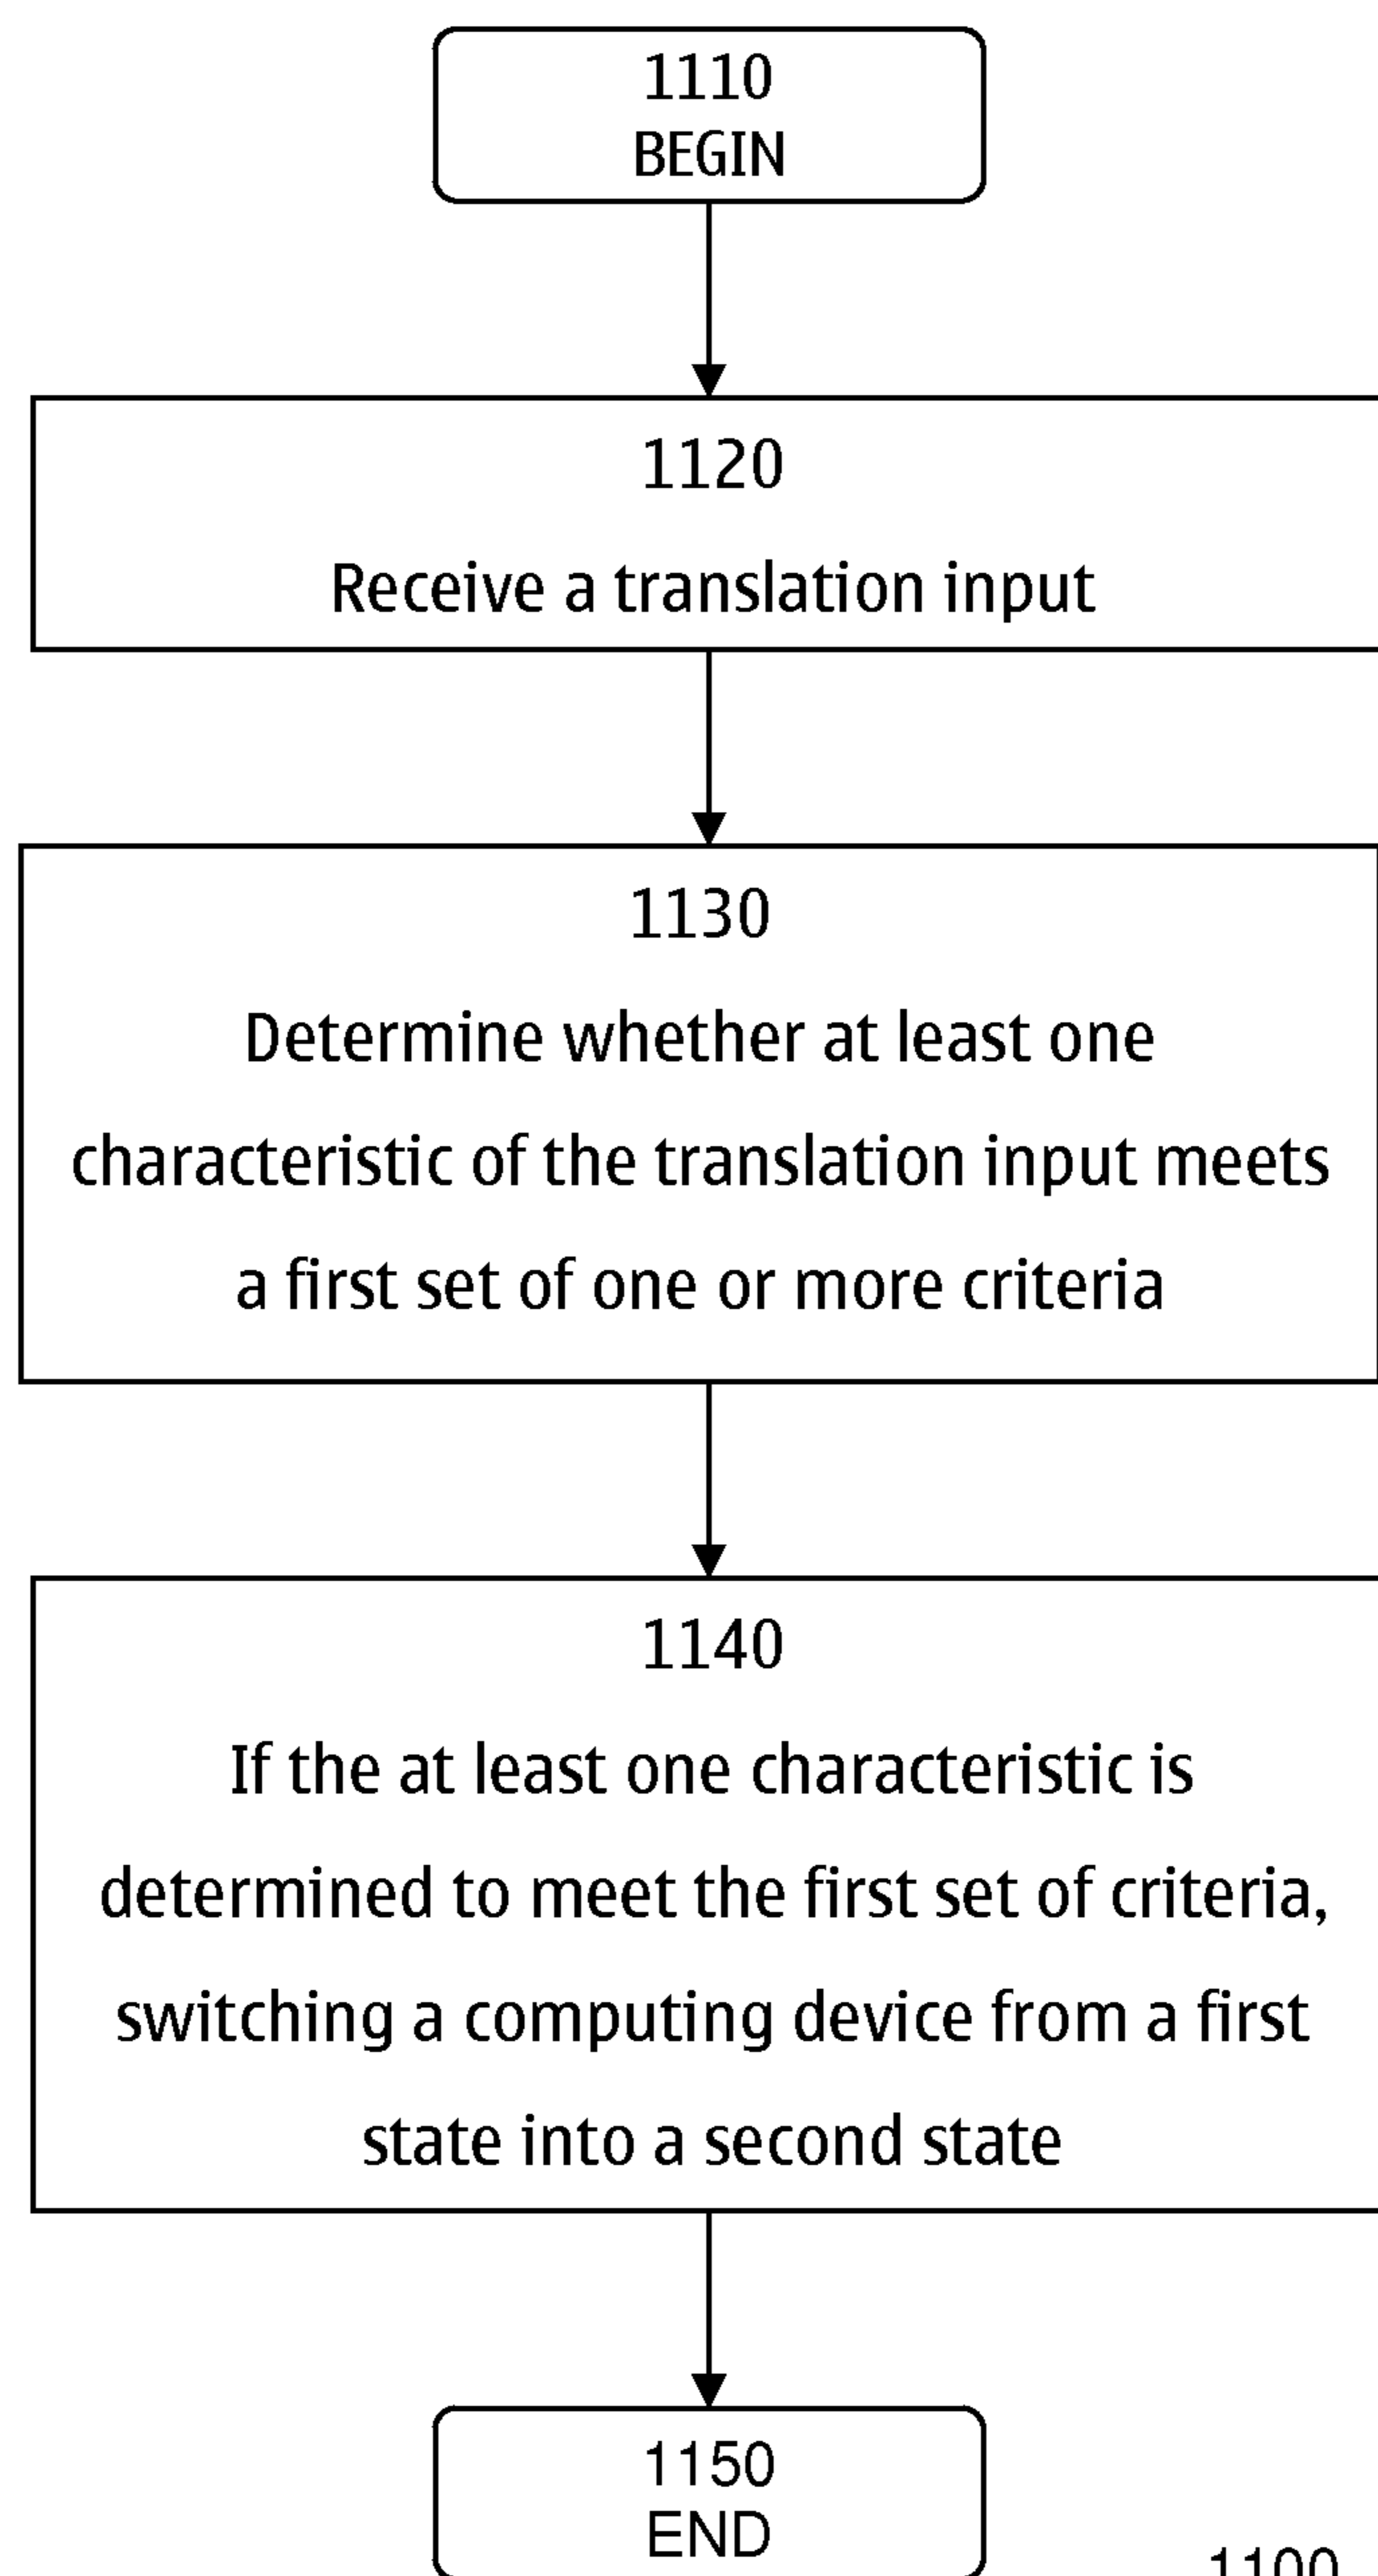 1110
BEGIN
1120
Receive a translation input
1130
Determine whether at least one
characteristic of the translation input meets
a first set of one or more criteria
1140
If the at least one characteristic is
determined to meet the first set of criteria,
switching a computing device from a first
state into a second state
1150
END
1100